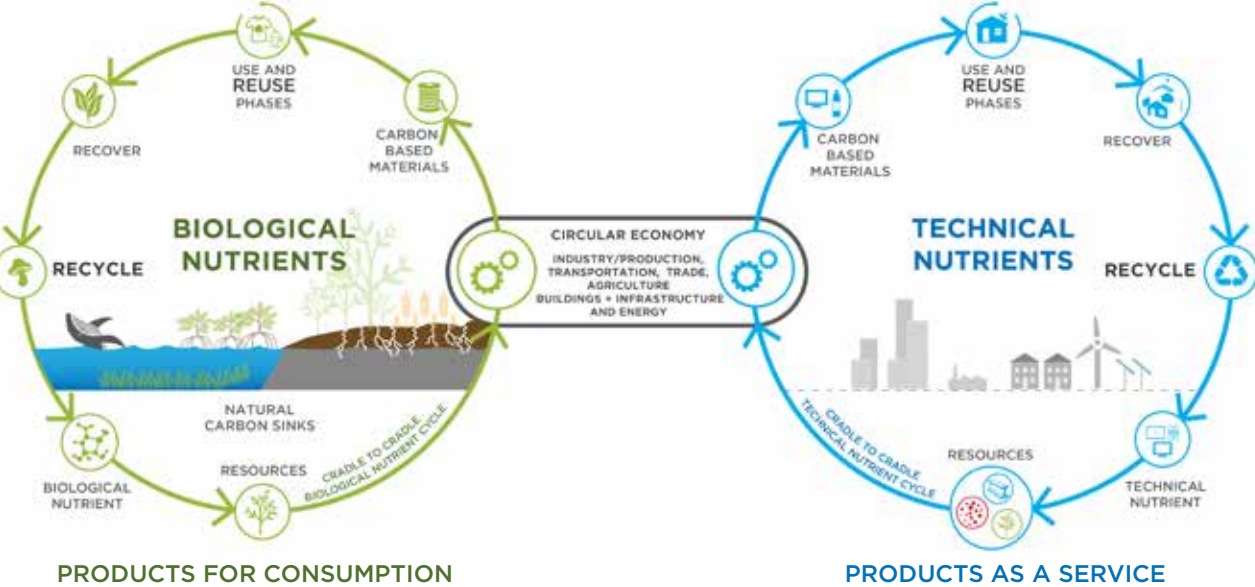 USE AND
REUSE
PHASES
RECOVER
CARBON
BASED
MATERIALS
BIOLOGICAL
NUTRIENTS
RECYCLE
NATURAL
CARBON SINKS
BIOLOGICAL
NUTRIENT
RESOURCES
CRADLE TO CRADLE
BIOLOGICAL NUTRIENT CYCLE
PRODUCTS FOR CONSUMPTION
CIRCULAR ECONOMY
INDUSTRY/PRODUCTION,
TRANSPORTATION, TRADE,
AGRICULTURE
BUILDINGS + INFRASTRUCTURE
AND ENERGY
USE AND
REUSE
PHASES
CARBON
BASED
MATERIALS
RECOVER
TECHNICAL
NUTRIENTS
RECYCLE
CRADLE TO CRADLE
TECHNICAL NUTRIENT CYCLE
RESOURCES
TECHNICAL
NUTRIENT
PRODUCTS AS A SERVICE